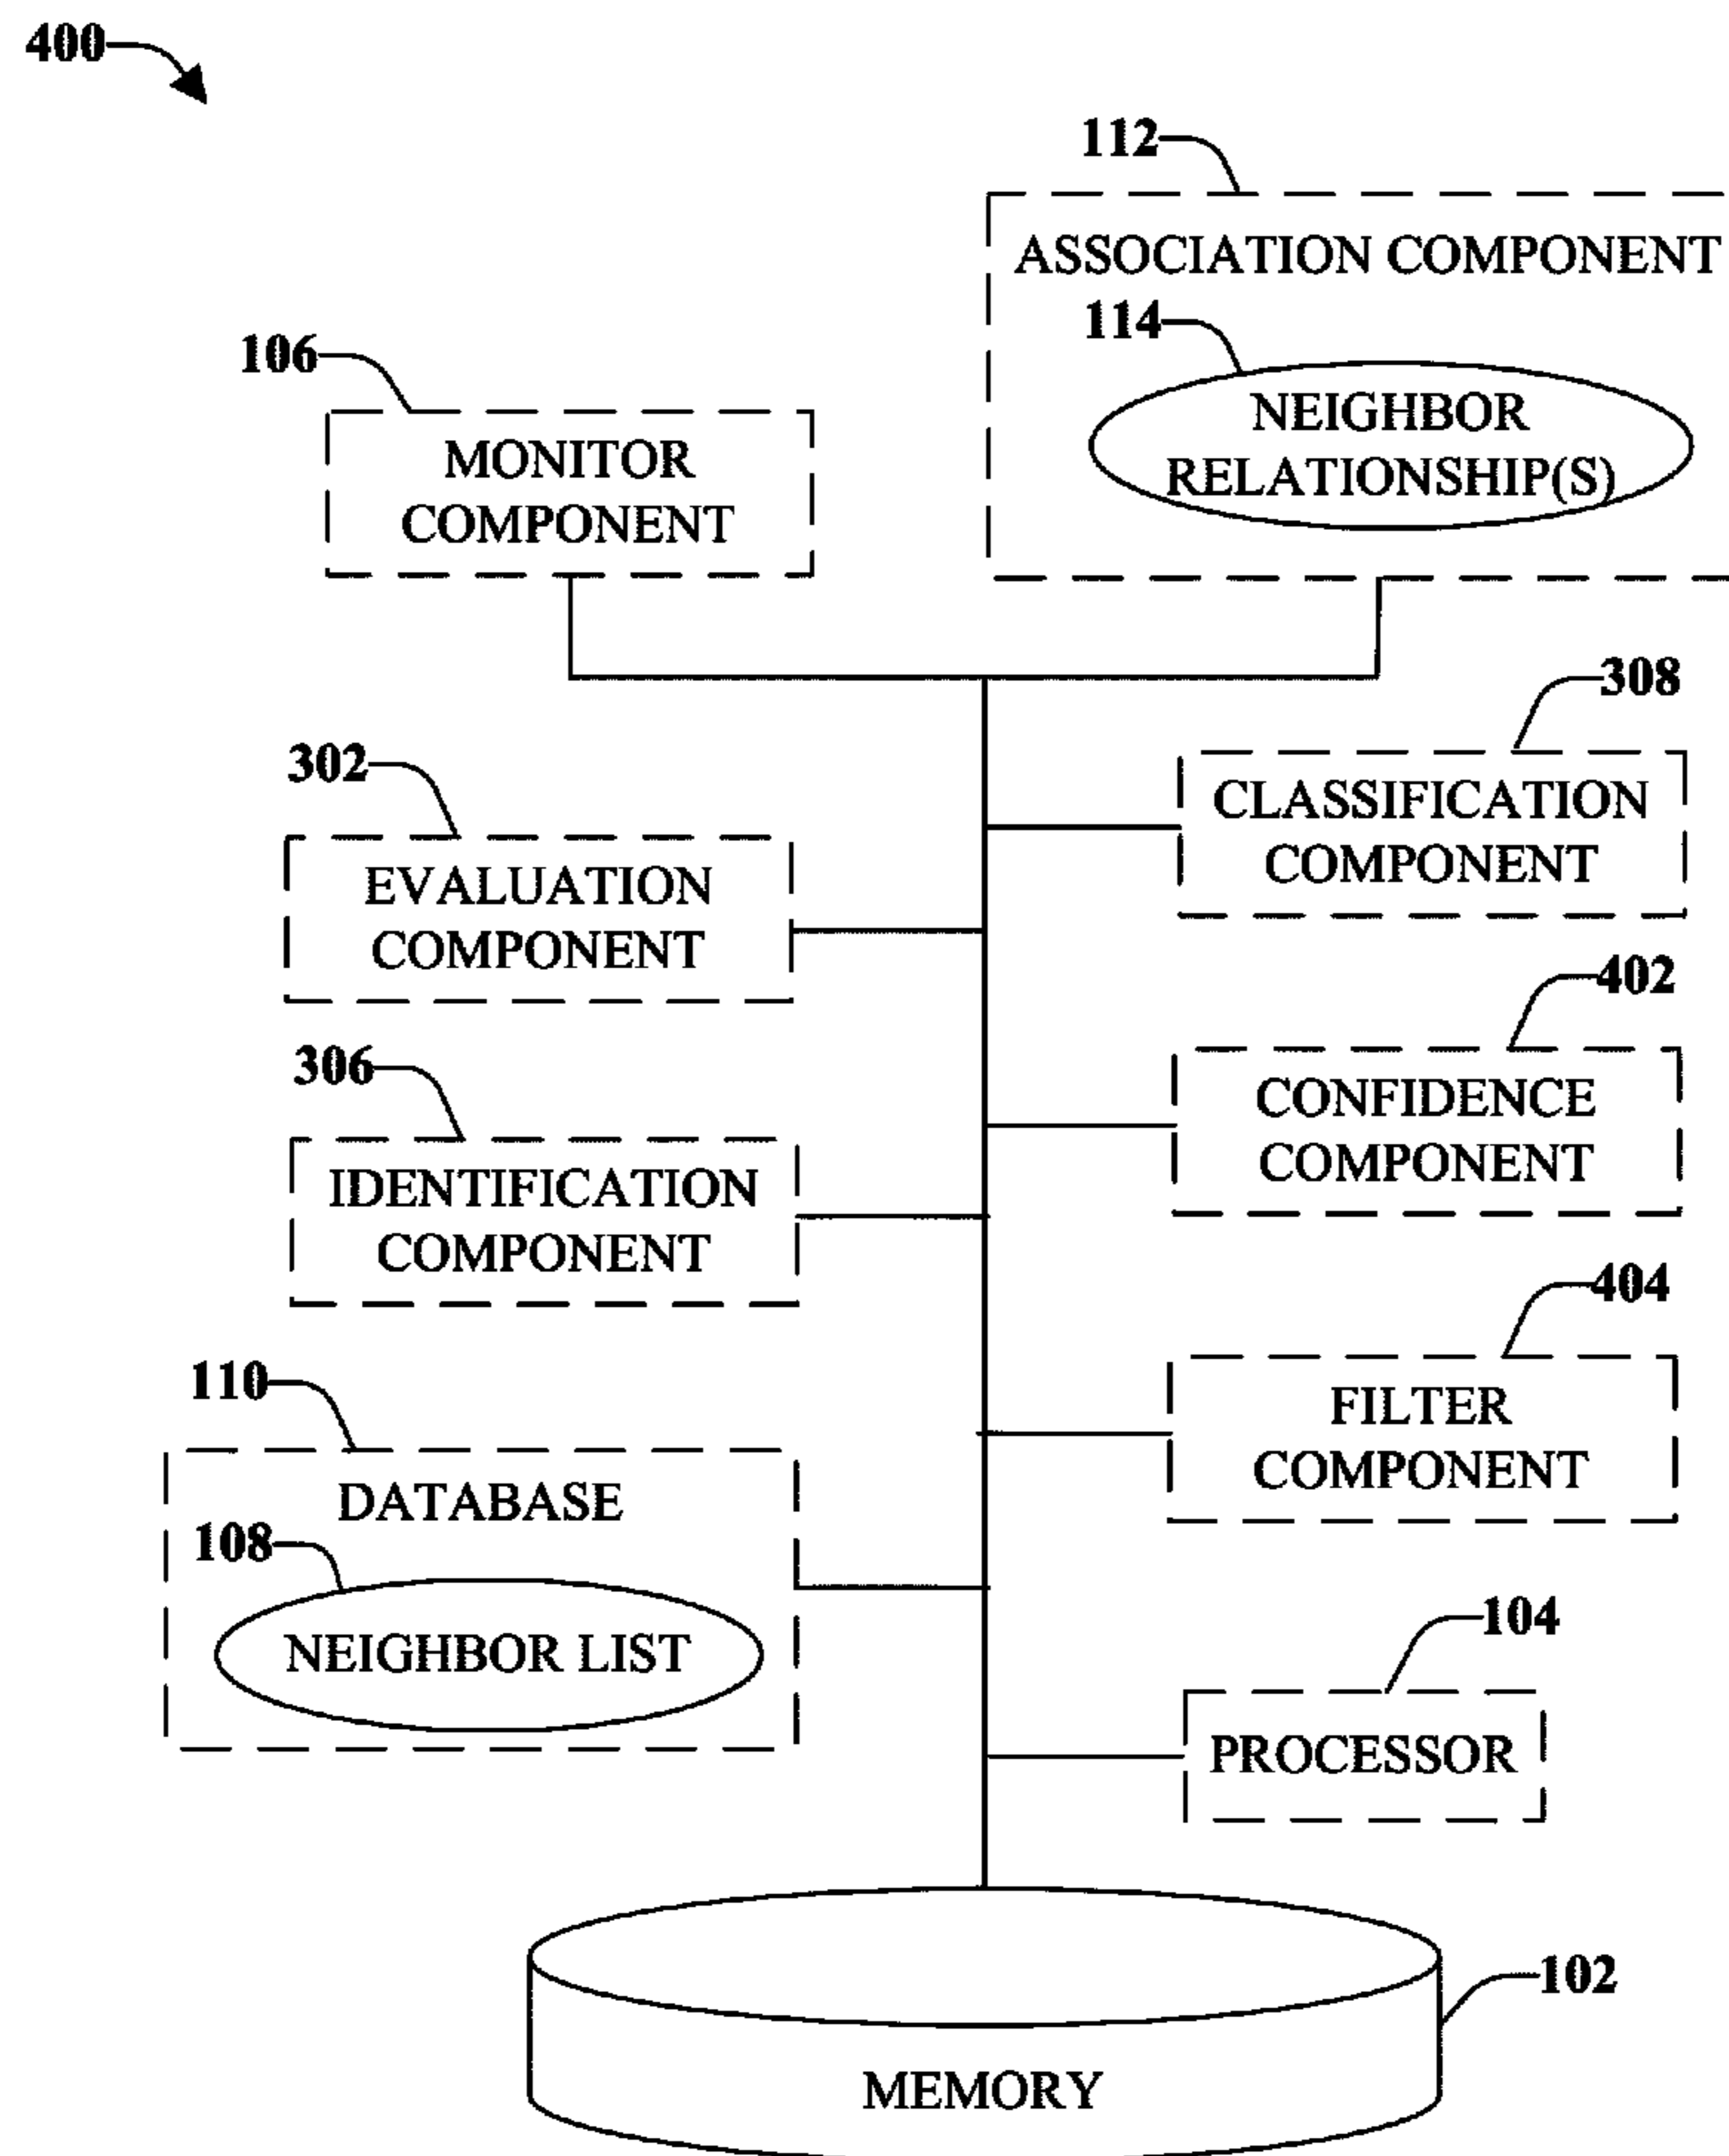 400
112
ASSOCIATION COMPONENT
114
NEIGHBOR
RELATIONSHIP(S)
106
MONITOR
COMPONENT
308
CLASSIFICATION
COMPONENT
302
EVALUATION
COMPONENT
402
CONFIDENCE
COMPONENT
306
IDENTIFICATION
COMPONENT
404
FILTER
COMPONENT
110
DATABASE
108
NEIGHBOR LIST
104
PROCESSOR
102
MEMORY